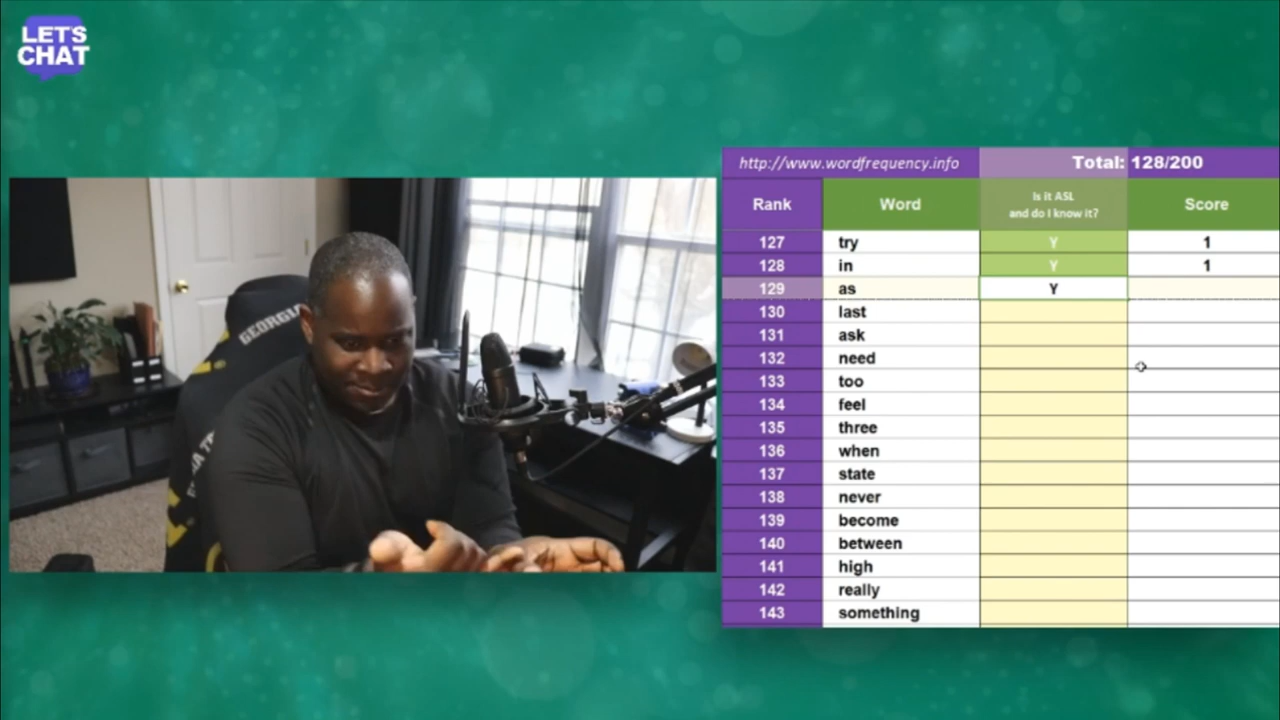 LET'S
CHAT
http://www.wordfrequency.info Total: 128/200
Rank Word Is it ASL and do I know it? Score
127 try Y 1
128 in Y 1
129 as Y
130 last
131 ask
132 need
133 too
134 feel
135 three
136 when
137 state
138 never
139 become
140 between
141 high
142 really
143 something
GEORGIA